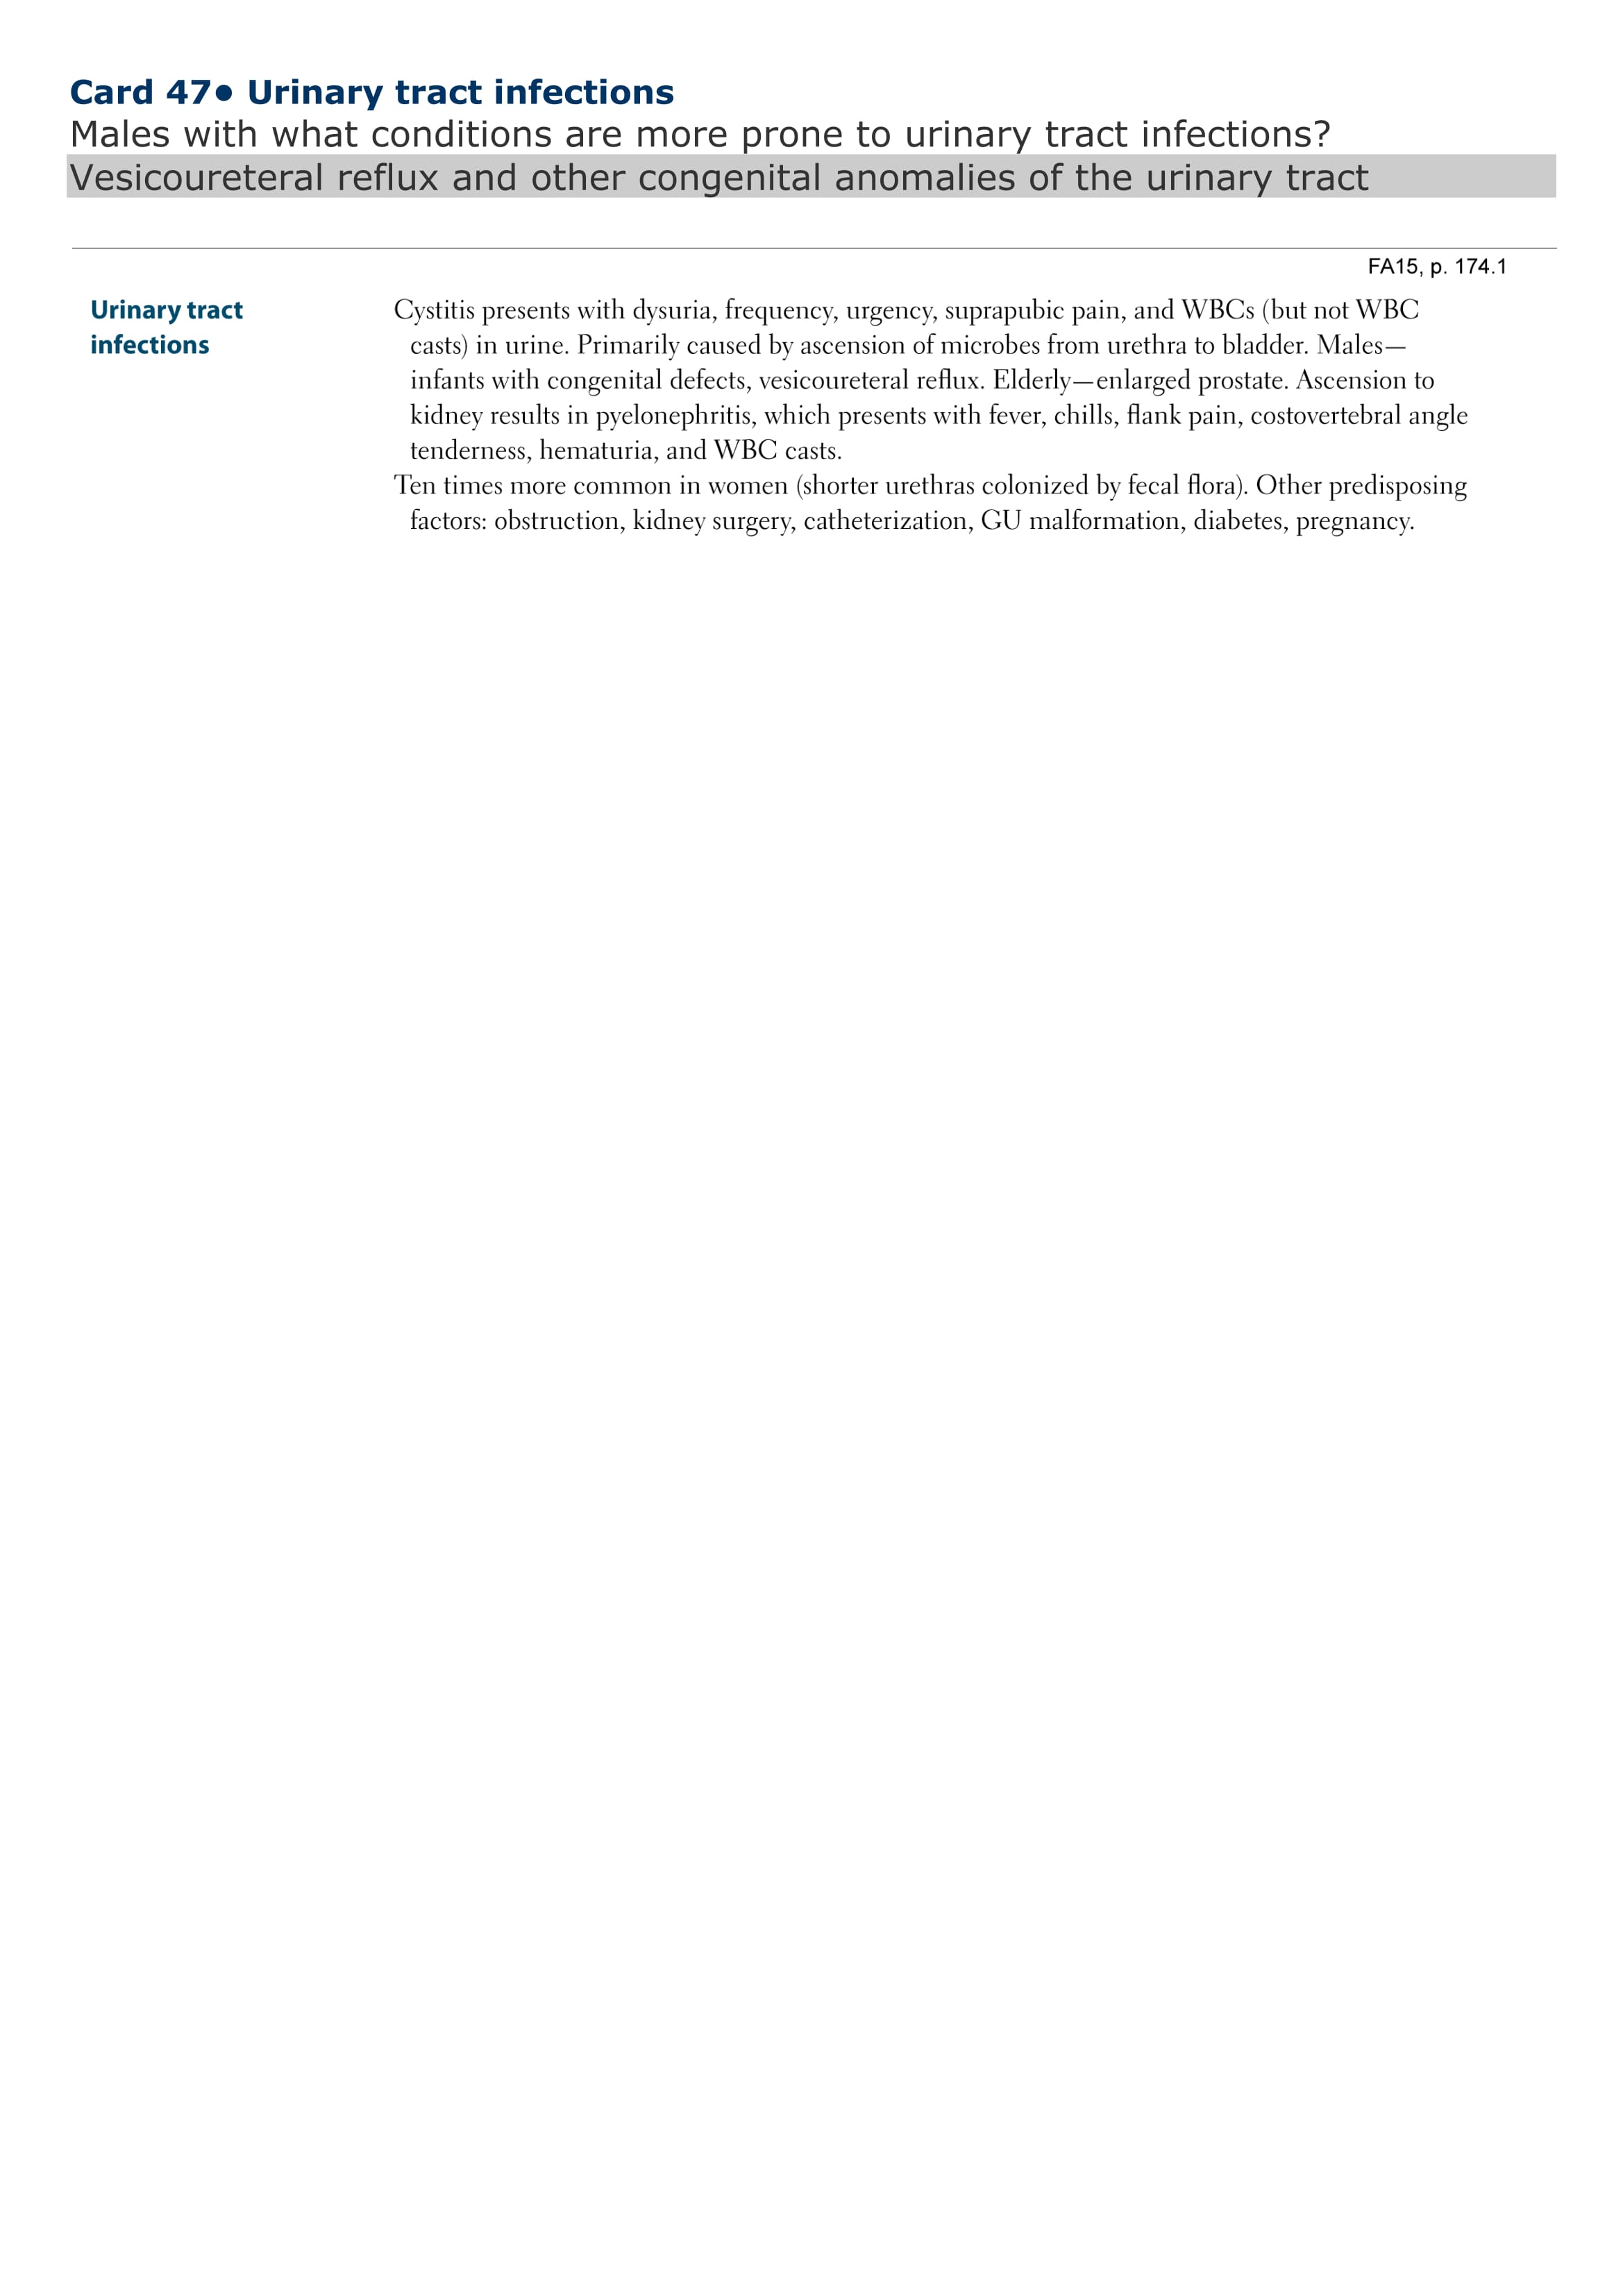 Card 47● Urinary tract infections
Males with what conditions are more prone to urinary tract infections?
Vesicoureteral reflux and other congenital anomalies of the urinary tract
FA15, p. 174.1
Urinary tract
infections
Cystitis presents with dysuria, frequency, urgency, suprapubic pain, and WBCs (but not WBC
casts) in urine. Primarily caused by ascension of microbes from urethra to bladder. Males—
infants with congenital defects, vesicoureteral reflux. Elderly—enlarged prostate. Ascension to
kidney results in pyelonephritis, which presents with fever, chills, flank pain, costovertebral angle
tenderness, hematuria, and WBC casts.
Ten times more common in women (shorter urethras colonized by fecal flora). Other predisposing
factors: obstruction, kidney surgery, catheterization, GU malformation, diabetes, pregnancy.